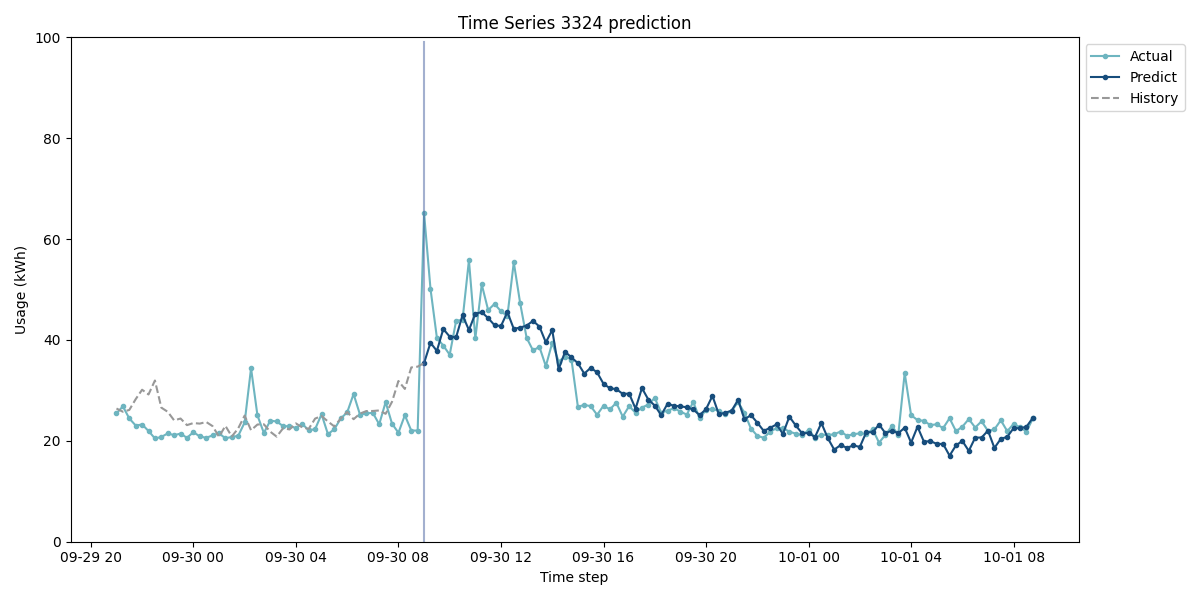 Time Series 3324 prediction
100
80
60
40
20
0
Usage (kWh)
09-29 20
09-30 00
09-30 04
09-30 08
09-30 12
09-30 16
09-30 20
10-01 00
10-01 04
10-01 08
Time step
Actual
Predict
History